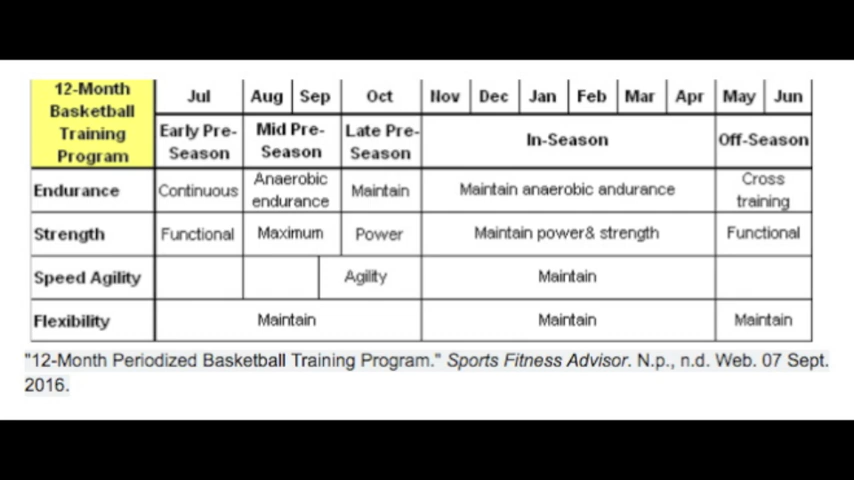 12-Month Basketball Training Program Jul Aug Sep Oct Nov Dec Jan Feb Mar Apr May Jun
Early Pre-Season Mid Pre-Season Late Pre-Season In-Season Off-Season
Endurance Continuous Anaerobic endurance Maintain Maintain anaerobic andurance Cross training
Strength Functional Maximum Power Maintain power& strength Functional
Speed Agility Agility Maintain
Flexibility Maintain Maintain Maintain
"12-Month Periodized Basketball Training Program." Sports Fitness Advisor. N.p., n.d. Web. 07 Sept.
2016.